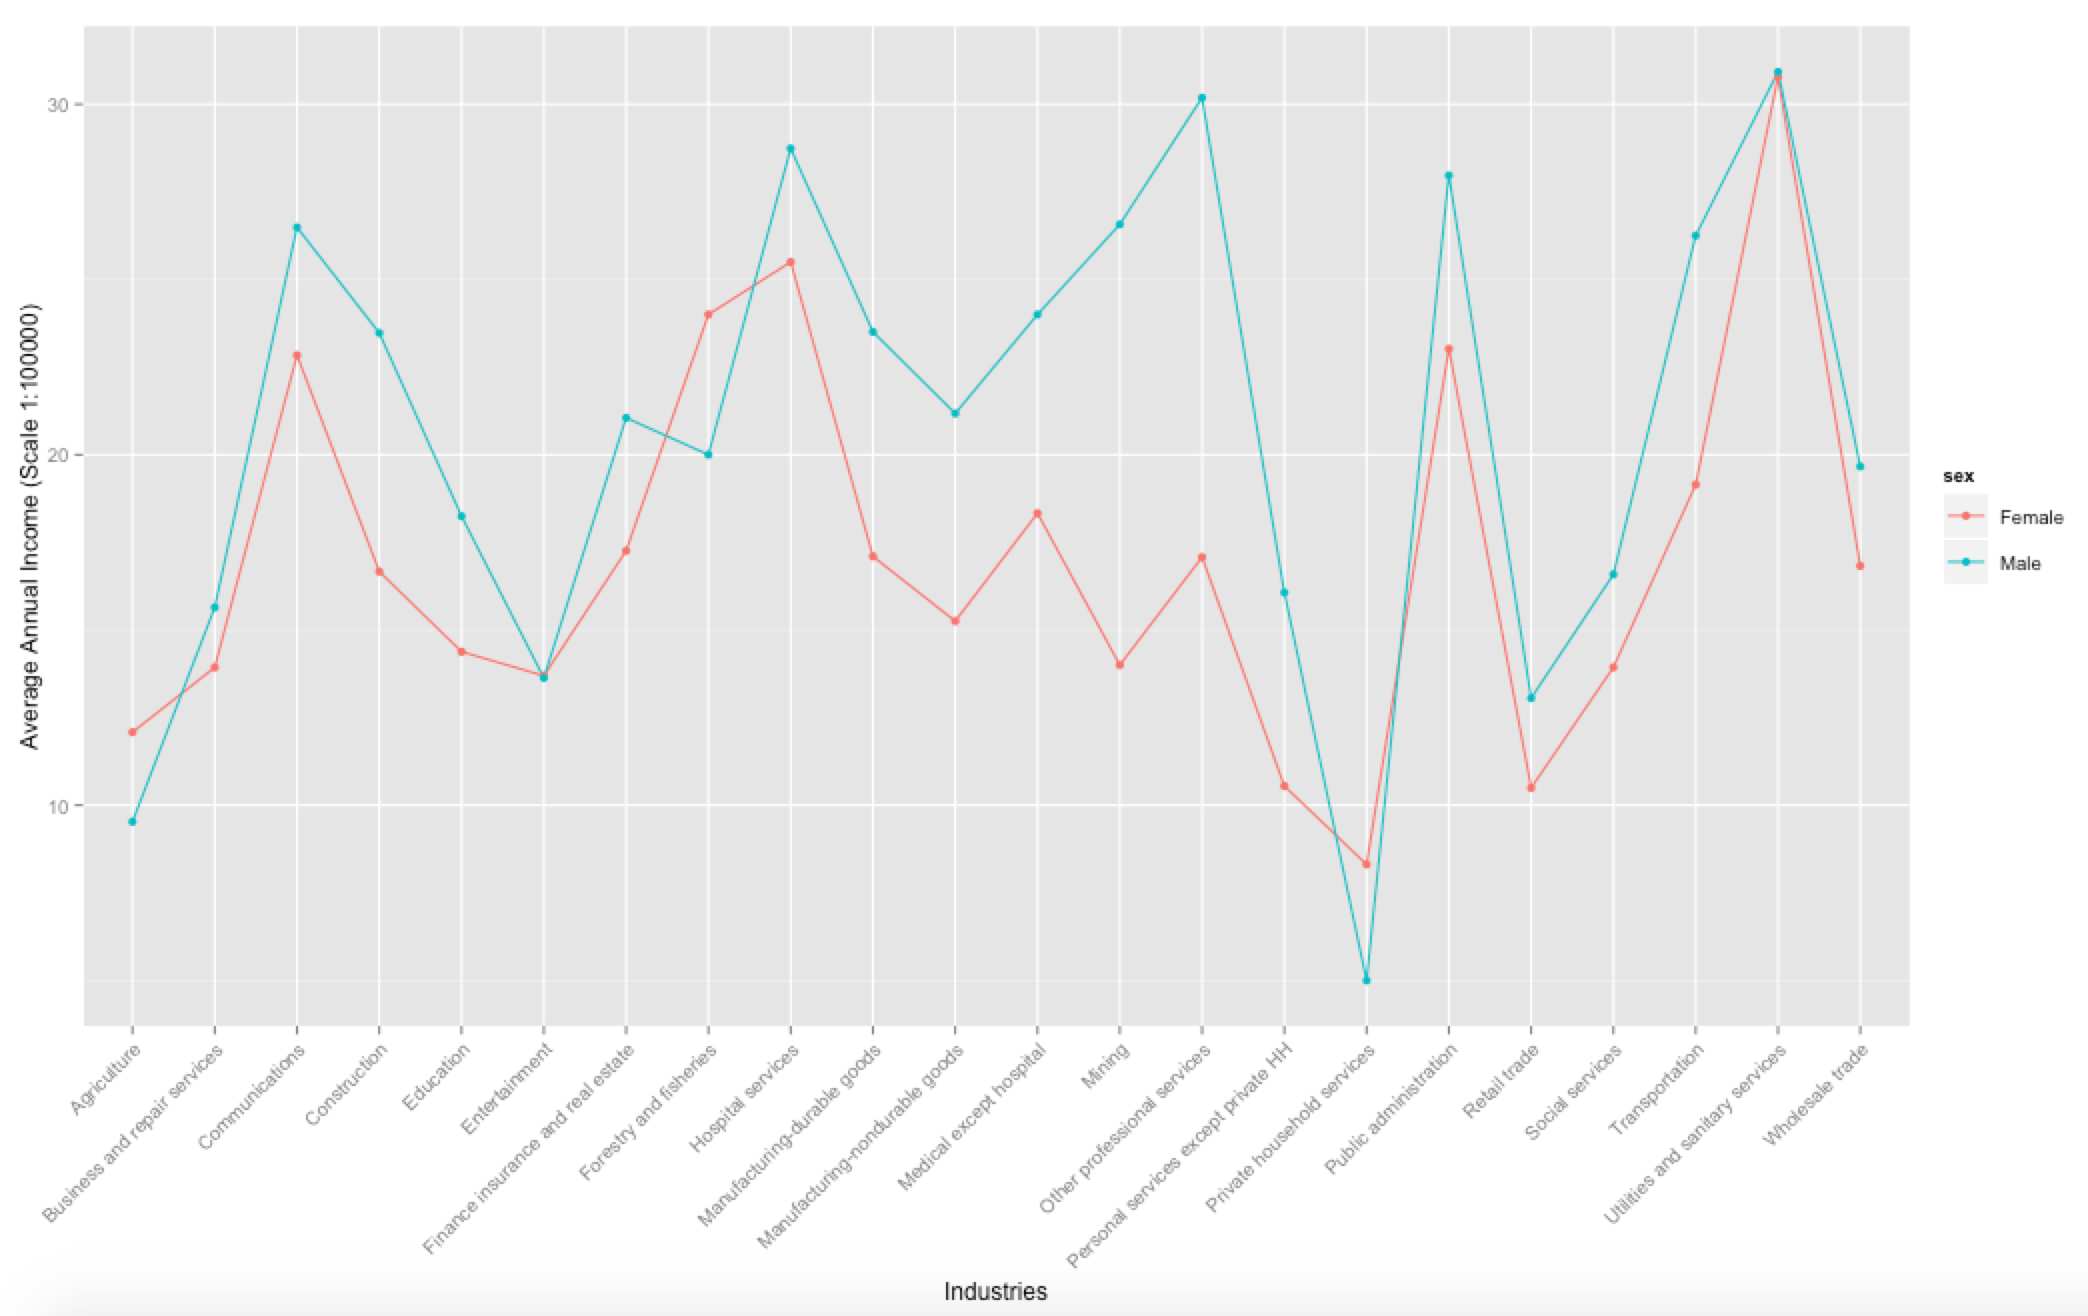 30
20
10
Average Annual Income (Scale 1:100000)
Agriculture
Business and repair services
Communications
Construction
Education
Entertainment
Finance insurance and real estate
Forestry and fisheries
Hospital services
Manufacturing-durable goods
Manufacturing-nondurable goods
Medical except hospital
Mining
Other professional services
Personal services except private HH
Private household services
Public administration
Retail trade
Social services
Transportation
Utilities and sanitary services
Wholesale trade
Industries
sex
Female
Male